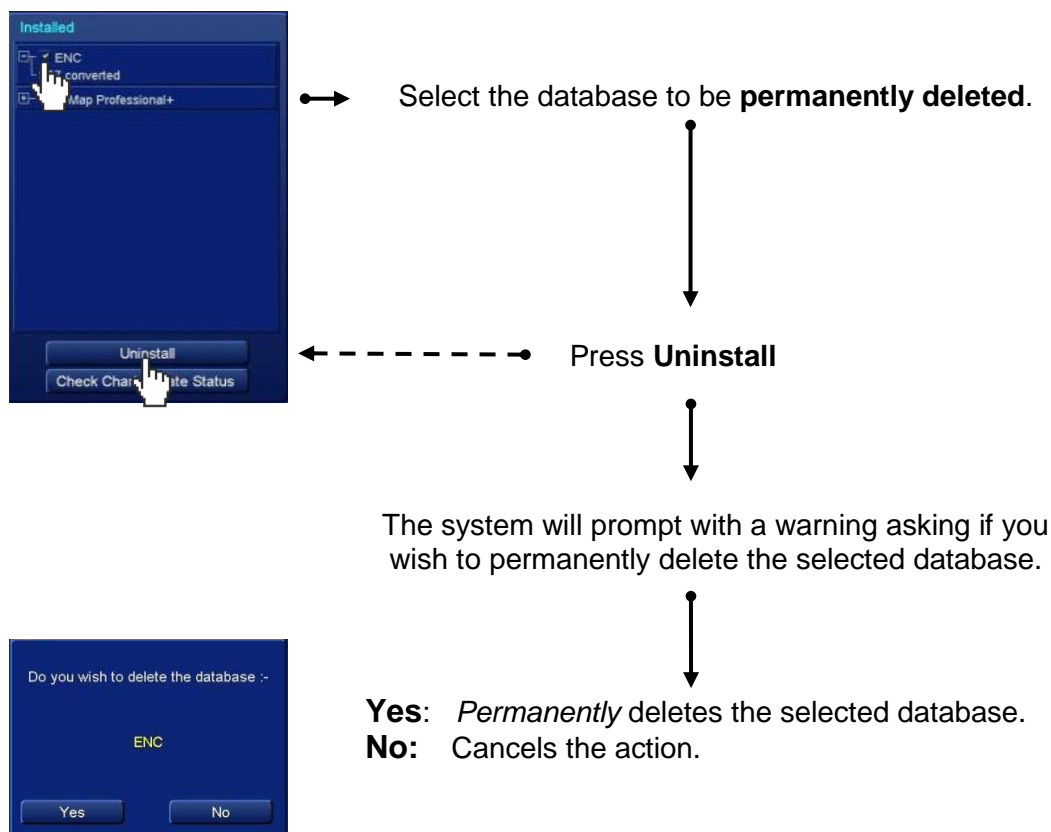 Installed
ENC
converted
Map Professional+
Select the database to be permanently deleted.
Uninstall
Press Uninstall
Check Char ate Status
The system will prompt with a warning asking if you
wish to permanently delete the selected database.
Do you wish to delete the database :-
ENC
Yes No
Yes: Permanently deletes the selected database.
No: Cancels the action.